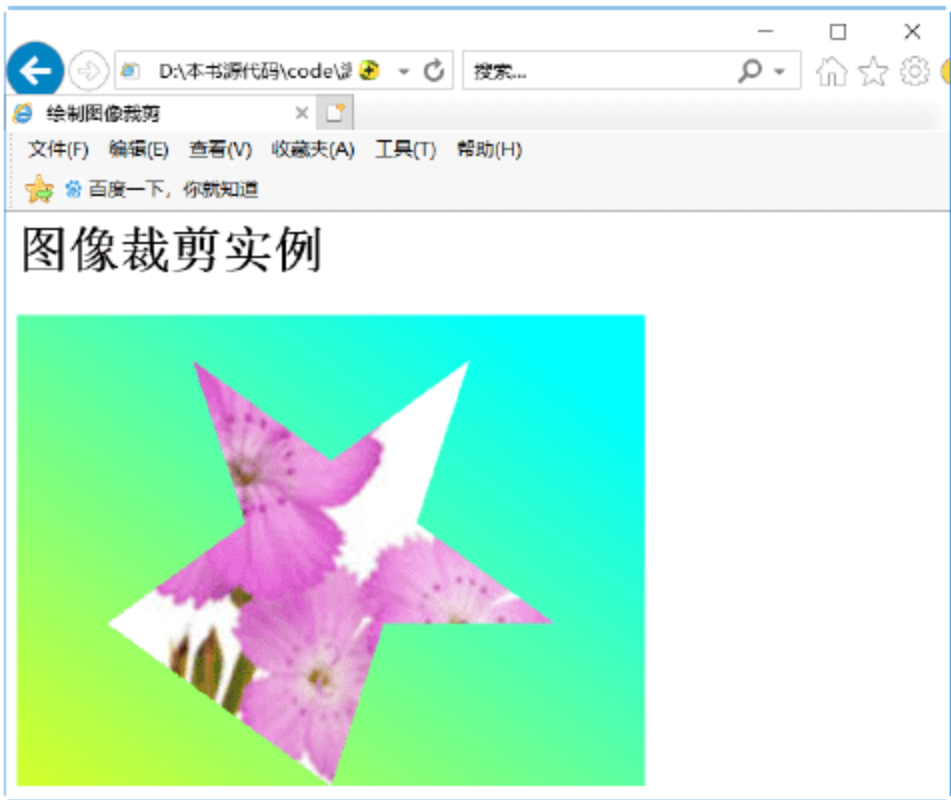 D:\本书源代码\code\
搜索...
绘制图像裁剪
文件(F) 编辑(E) 查看(V) 收藏夹(A) 工具(T) 帮助(H)
百度一下，你就知道
图像裁剪实例